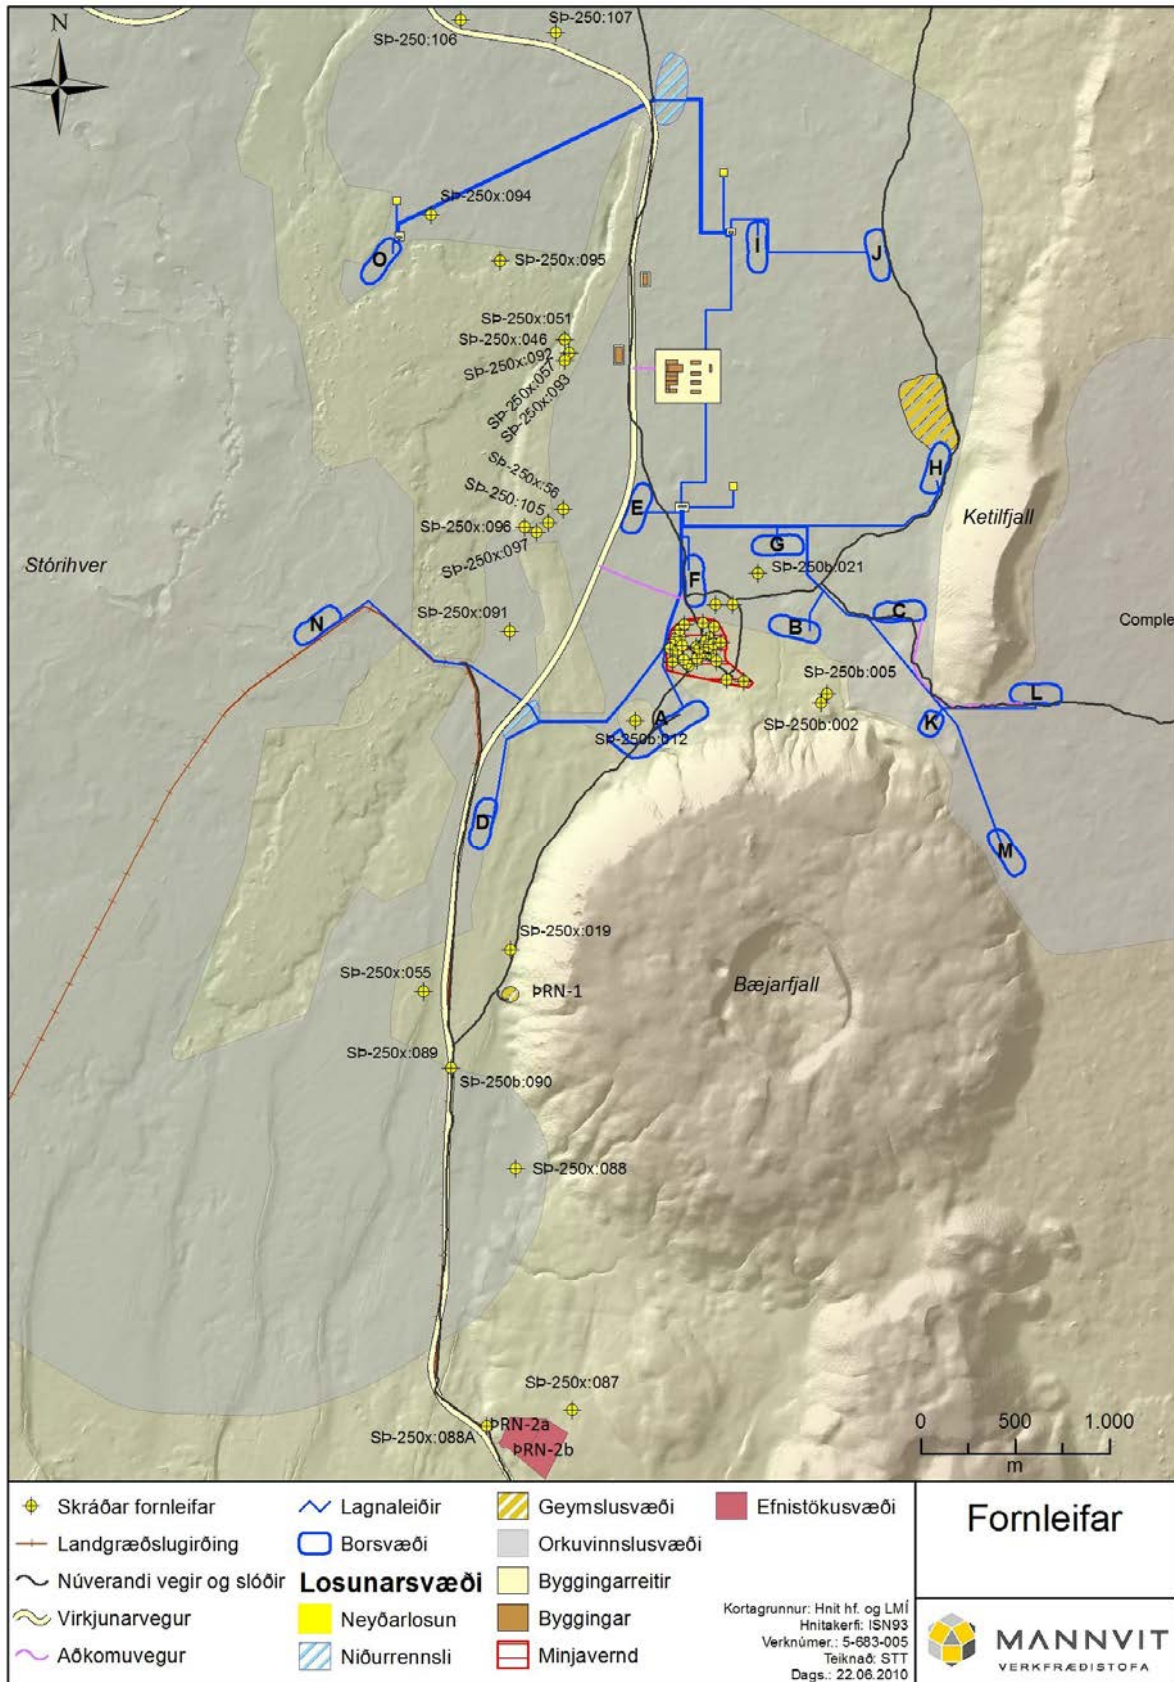 N
SÞ-250:107
SÞ-250:106
SÞ-250x:094
O
I
J
SÞ-250x:095
SÞ-250x:051
SÞ-250x:046
SÞ-250x:092
SÞ-250x:057
SÞ-250x:093
H
SÞ-250x:56
SÞ-250:105
E
Ketilfjall
SÞ-250x:096
G
SÞ-250x:097
Stórihver
F
SÞ-250b:021
SÞ-250x:091
N
B
C
Comple
SÞ-250b:005
L
A
SÞ-250b:002
K
SÞ-250b:012
D
M
SÞ-250x:019
SÞ-250x:055
ÞRN-1
Bæjarfjall
SÞ-250x:089
SÞ-250b:090
SÞ-250x:088
SÞ-250x:087
ÞRN-2a
SÞ-250x:088A
ÞRN-2b
0 500 1.000
m
Skráðar fornleifar
Landgræðslugirðing
Núverandi vegir og slóðir
Virkjunarvegur
Aðkomuvegur
Lagnaleiðir
Borsvæði
Losunarsvæði
Neyðarlosun
Niðurrennsli
Geymslusvæði
Orkuvinnslusvæði
Byggingarreitir
Byggingar
Minjavernd
Efnistökusvæði
Kortagrunnur: Hnit hf. og LMÍ
Hnitakerfi: ISN93
Verknúmer.: 5-683-005
Teiknað: STT
Dags.: 22.06.2010
Fornleifar
MANNVIT
VERKFRÆÐISTOFA